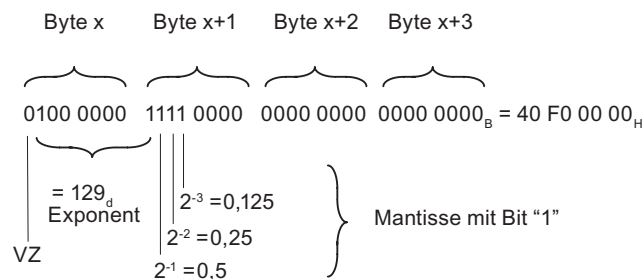 Byte x Byte x+1 Byte x+2 Byte x+3
0100 0000 1111 0000 0000 0000 0000 0000B = 40 F0 00 00H
= 129d
Exponent
2-3 =0,125
2-2 =0,25
2-1 =0,5
VZ
Mantisse mit Bit “1”